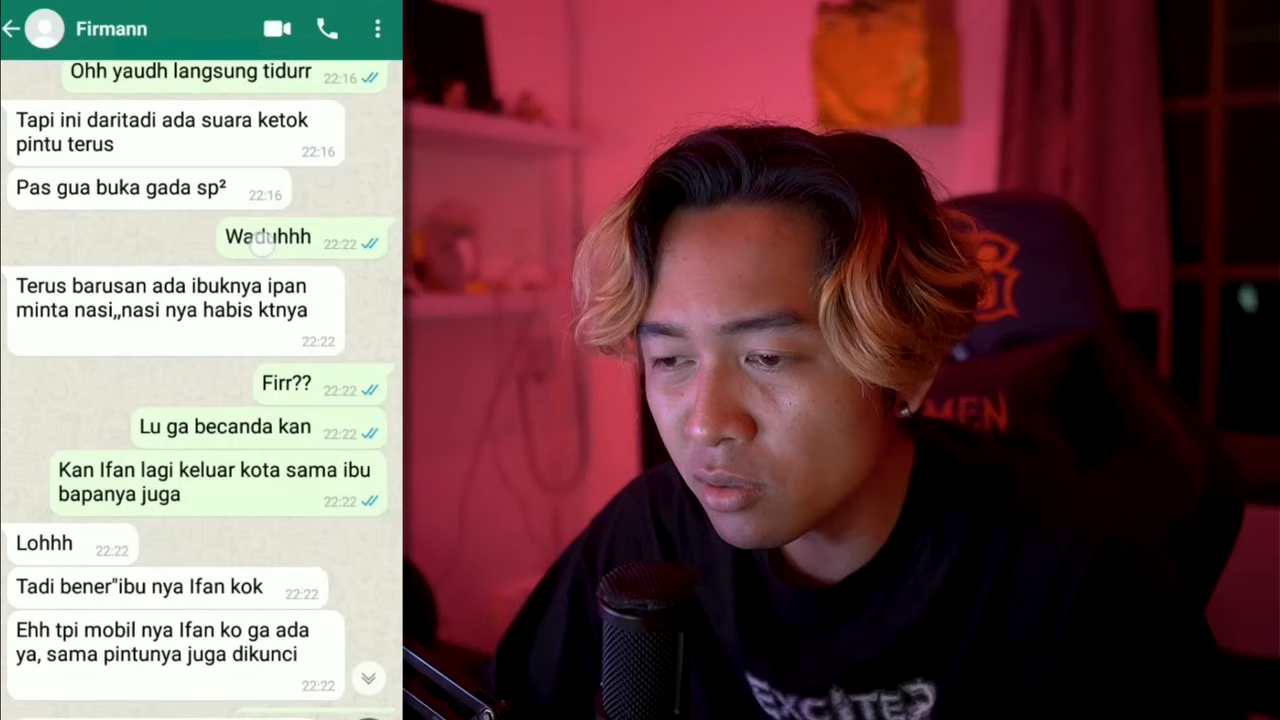 Firmann
Ohh yaudh langsung tidurr 22:16
Tapi ini daritadi ada suara ketok
pintu terus
22:16
Pas gua buka gada sp² 22:16
Waduhhh 22:22
Terus barusan ada ibuknya ipan
minta nasi,,nasi nya habis ktnya
22:22
Firr?? 22:22
Lu ga becanda kan 22:22
Kan Ifan lagi keluar kota sama ibu
bapanya juga 22:22
Lohhh 22:22
Tadi bener"ibu nya Ifan kok 22:22
Ehh tpi mobil nya Ifan ko ga ada
ya, sama pintunya juga dikunci
22:22
MEN
EXCITED